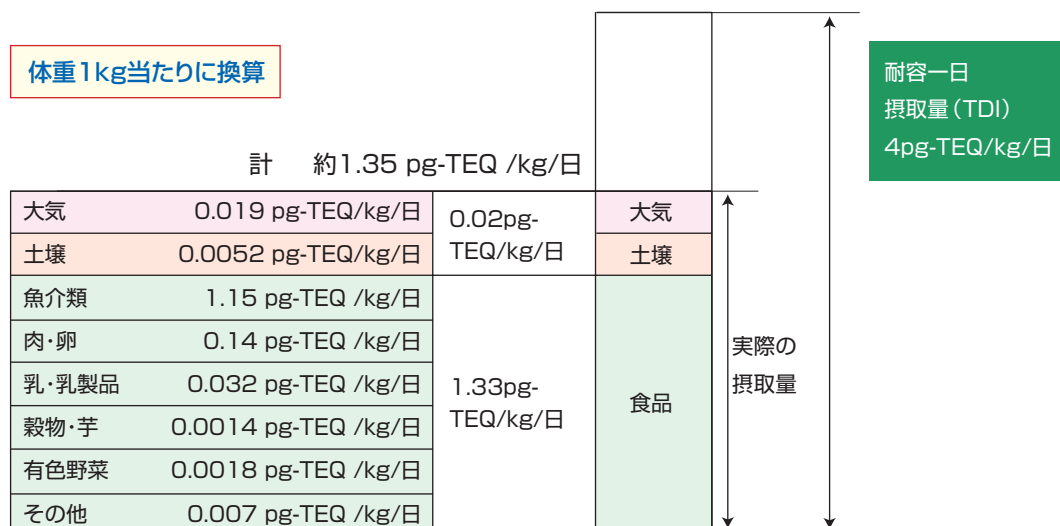 体重1kg当たりに換算
耐容一日
摂取量（TDI）
4pg-TEQ/kg/日
計 約1.35 pg-TEQ /kg/日
大気 0.019 pg-TEQ/kg/日
土壌 0.0052 pg-TEQ/kg/日
0.02pg-
TEQ/kg/日
大気
土壌
魚介類 1.15 pg-TEQ /kg/日
肉・卵 0.14 pg-TEQ /kg/日
乳・乳製品 0.032 pg-TEQ /kg/日
穀物・芋 0.0014 pg-TEQ /kg/日
有色野菜 0.0018 pg-TEQ /kg/日
その他 0.007 pg-TEQ /kg/日
1.33pg-
TEQ/kg/日
食品
実際の
摂取量